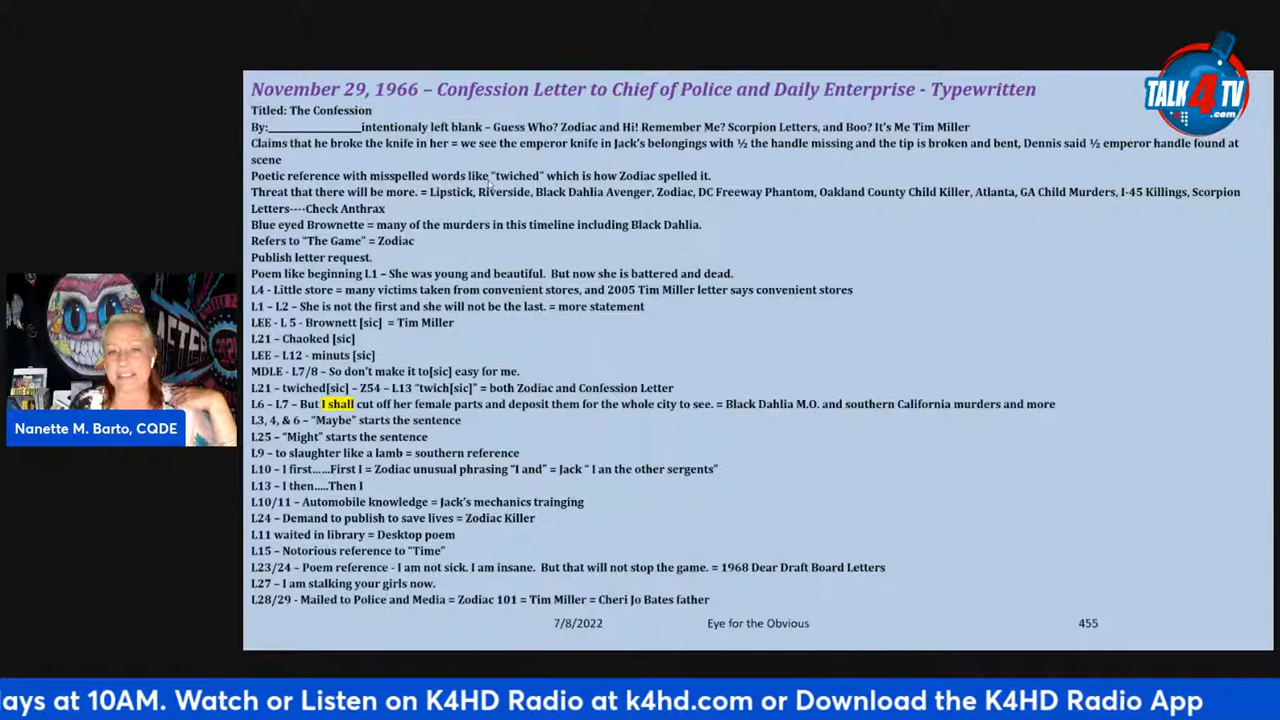 November 29, 1966 – Confession Letter to Chief of Police and Daily Enterprise - Typewritten
Titled: The Confession
By:____________________intentionaly left blank – Guess Who? Zodiac and Hi! Remember Me? Scorpion Letters, and Boo? It's Me Tim Miller
Claims that he broke the knife in her = we see the emperor knife in Jack's belongings with ½ the handle missing and the tip is broken and bent, Dennis said ½ emperor handle found at
scene
Poetic reference with misspelled words like "twiched" which is how Zodiac spelled it.
Threat that there will be more. = Lipstick, Riverside, Black Dahlia Avenger, Zodiac, DC Freeway Phantom, Oakland County Child Killer, Atlanta, GA Child Murders, I-45 Killings, Scorpion
Letters----Check Anthrax
Blue eyed Brownette = many of the murders in this timeline including Black Dahlia.
Refers to "The Game" = Zodiac
Publish letter request.
Poem like beginning L1 – She was young and beautiful. But now she is battered and dead.
L4 - Little store = many victims taken from convenient stores, and 2005 Tim Miller letter says convenient stores
L1 – L2 – She is not the first and she will not be the last. = more statement
LEE - L 5 - Brownett [sic] = Tim Miller
L21 – Chaoked [sic]
LEE – L12 - minuts [sic]
MDLE - L7/8 – So don't make it to[sic] easy for me.
L21 – twiched[sic] – Z54 – L13 "twich[sic]" = both Zodiac and Confession Letter
L6 – L7 – But I shall cut off her female parts and deposit them for the whole city to see. = Black Dahlia M.O. and southern California murders and more
L3, 4, & 6 – "Maybe" starts the sentence
L25 – "Might" starts the sentence
L9 – to slaughter like a lamb = southern reference
L10 – I first......First I = Zodiac unusual phrasing "I and" = Jack " I an the other sergents"
L13 – I then.....Then I
L10/11 – Automobile knowledge = Jack's mechanics trainging
L24 – Demand to publish to save lives = Zodiac Killer
L11 waited in library = Desktop poem
L15 – Notorious reference to "Time"
L23/24 – Poem reference - I am not sick. I am insane. But that will not stop the game. = 1968 Dear Draft Board Letters
L27 – I am stalking your girls now.
L28/29 - Mailed to Police and Media = Zodiac 101 = Tim Miller = Cheri Jo Bates father
7/8/2022 Eye for the Obvious 455
TALK 4 TV
AFTER
Nanette M. Barto, CQDE
ays at 10AM. Watch or Listen on K4HD Radio at k4hd.com or Download the K4HD Radio App